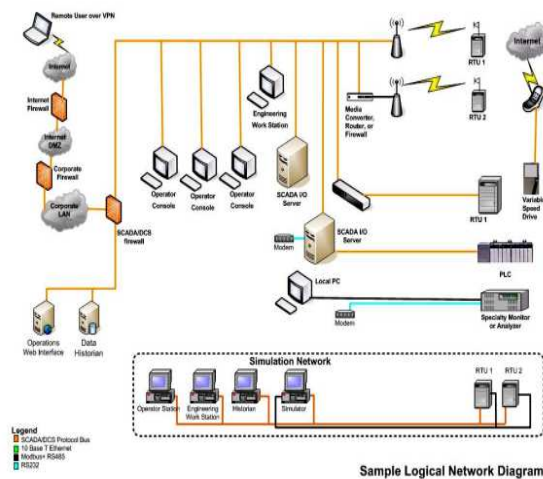 Remote User over VPN
Internet
Internet
Firewall
Internet
DMZ
Corporate
Firewall
Corporate
LAN
SCADA/DCS
firewall
Operations
Web Interface
Data
Historian
Operator
Console
Operator
Console
Operator
Console
Engineering
Work Station
SCADA I/O
Server
Media
Converter,
Router, or
Firewall
RTU 1
RTU 2
Internet
Variable
Speed
Drive
RTU 1
SCADA I/O
Server
Modem
PLC
Local PC
Modem
Specialty Monitor
or Analyzer
Simulation Network
Operator Station
Engineering
Work Station
Historian
Simulator
RTU 1
RTU 2
Legend
SCADA/DCS Protocol Bus
10 Base T Ethernet
Modbus+ RS485
RS232
Sample Logical Network Diagram